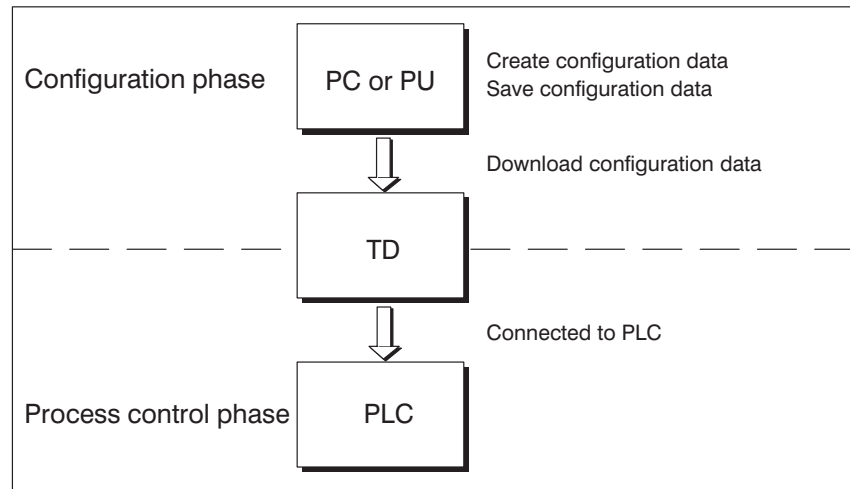 Configuration phase
PC or PU
Create configuration data
Save configuration data
Download configuration data
TD
Connected to PLC
Process control phase
PLC